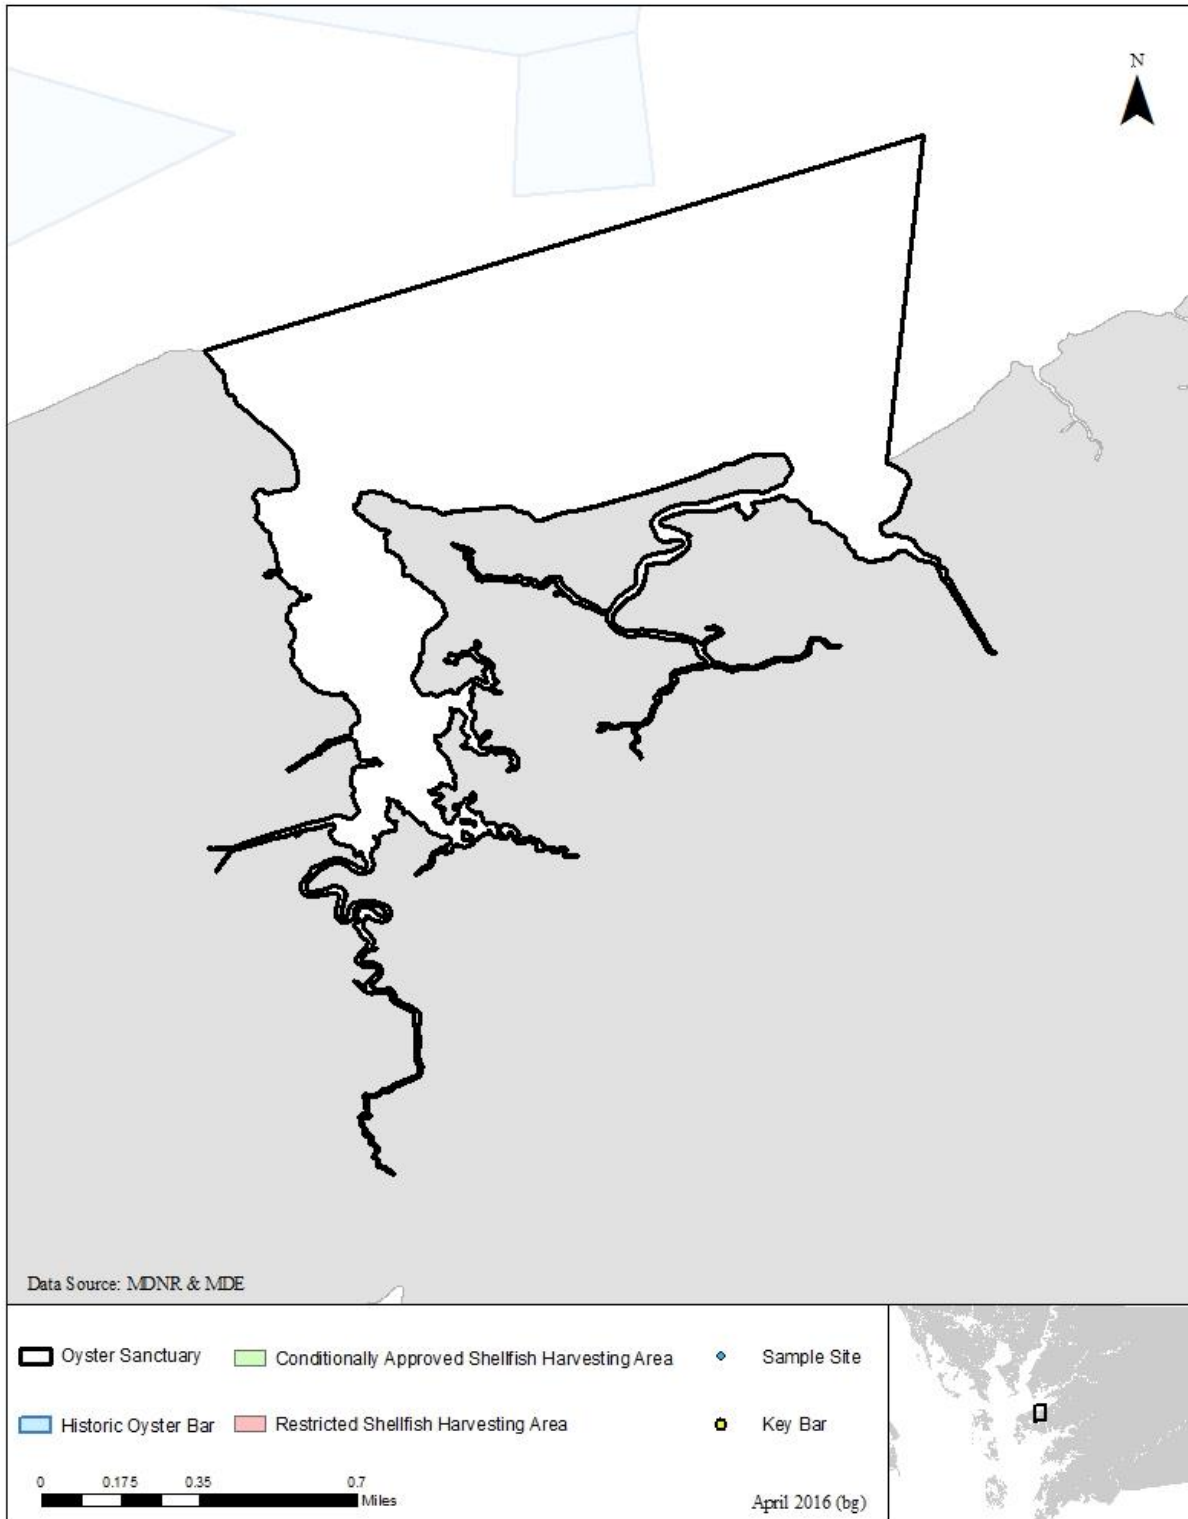 N
Data Source: MDNR & MDE
Oyster Sanctuary
Conditionally Approved Shellfish Harvesting Area
Sample Site
Historic Oyster Bar
Restricted Shellfish Harvesting Area
Key Bar
0 0.175 0.35 0.7
Miles
April 2016 (bg)